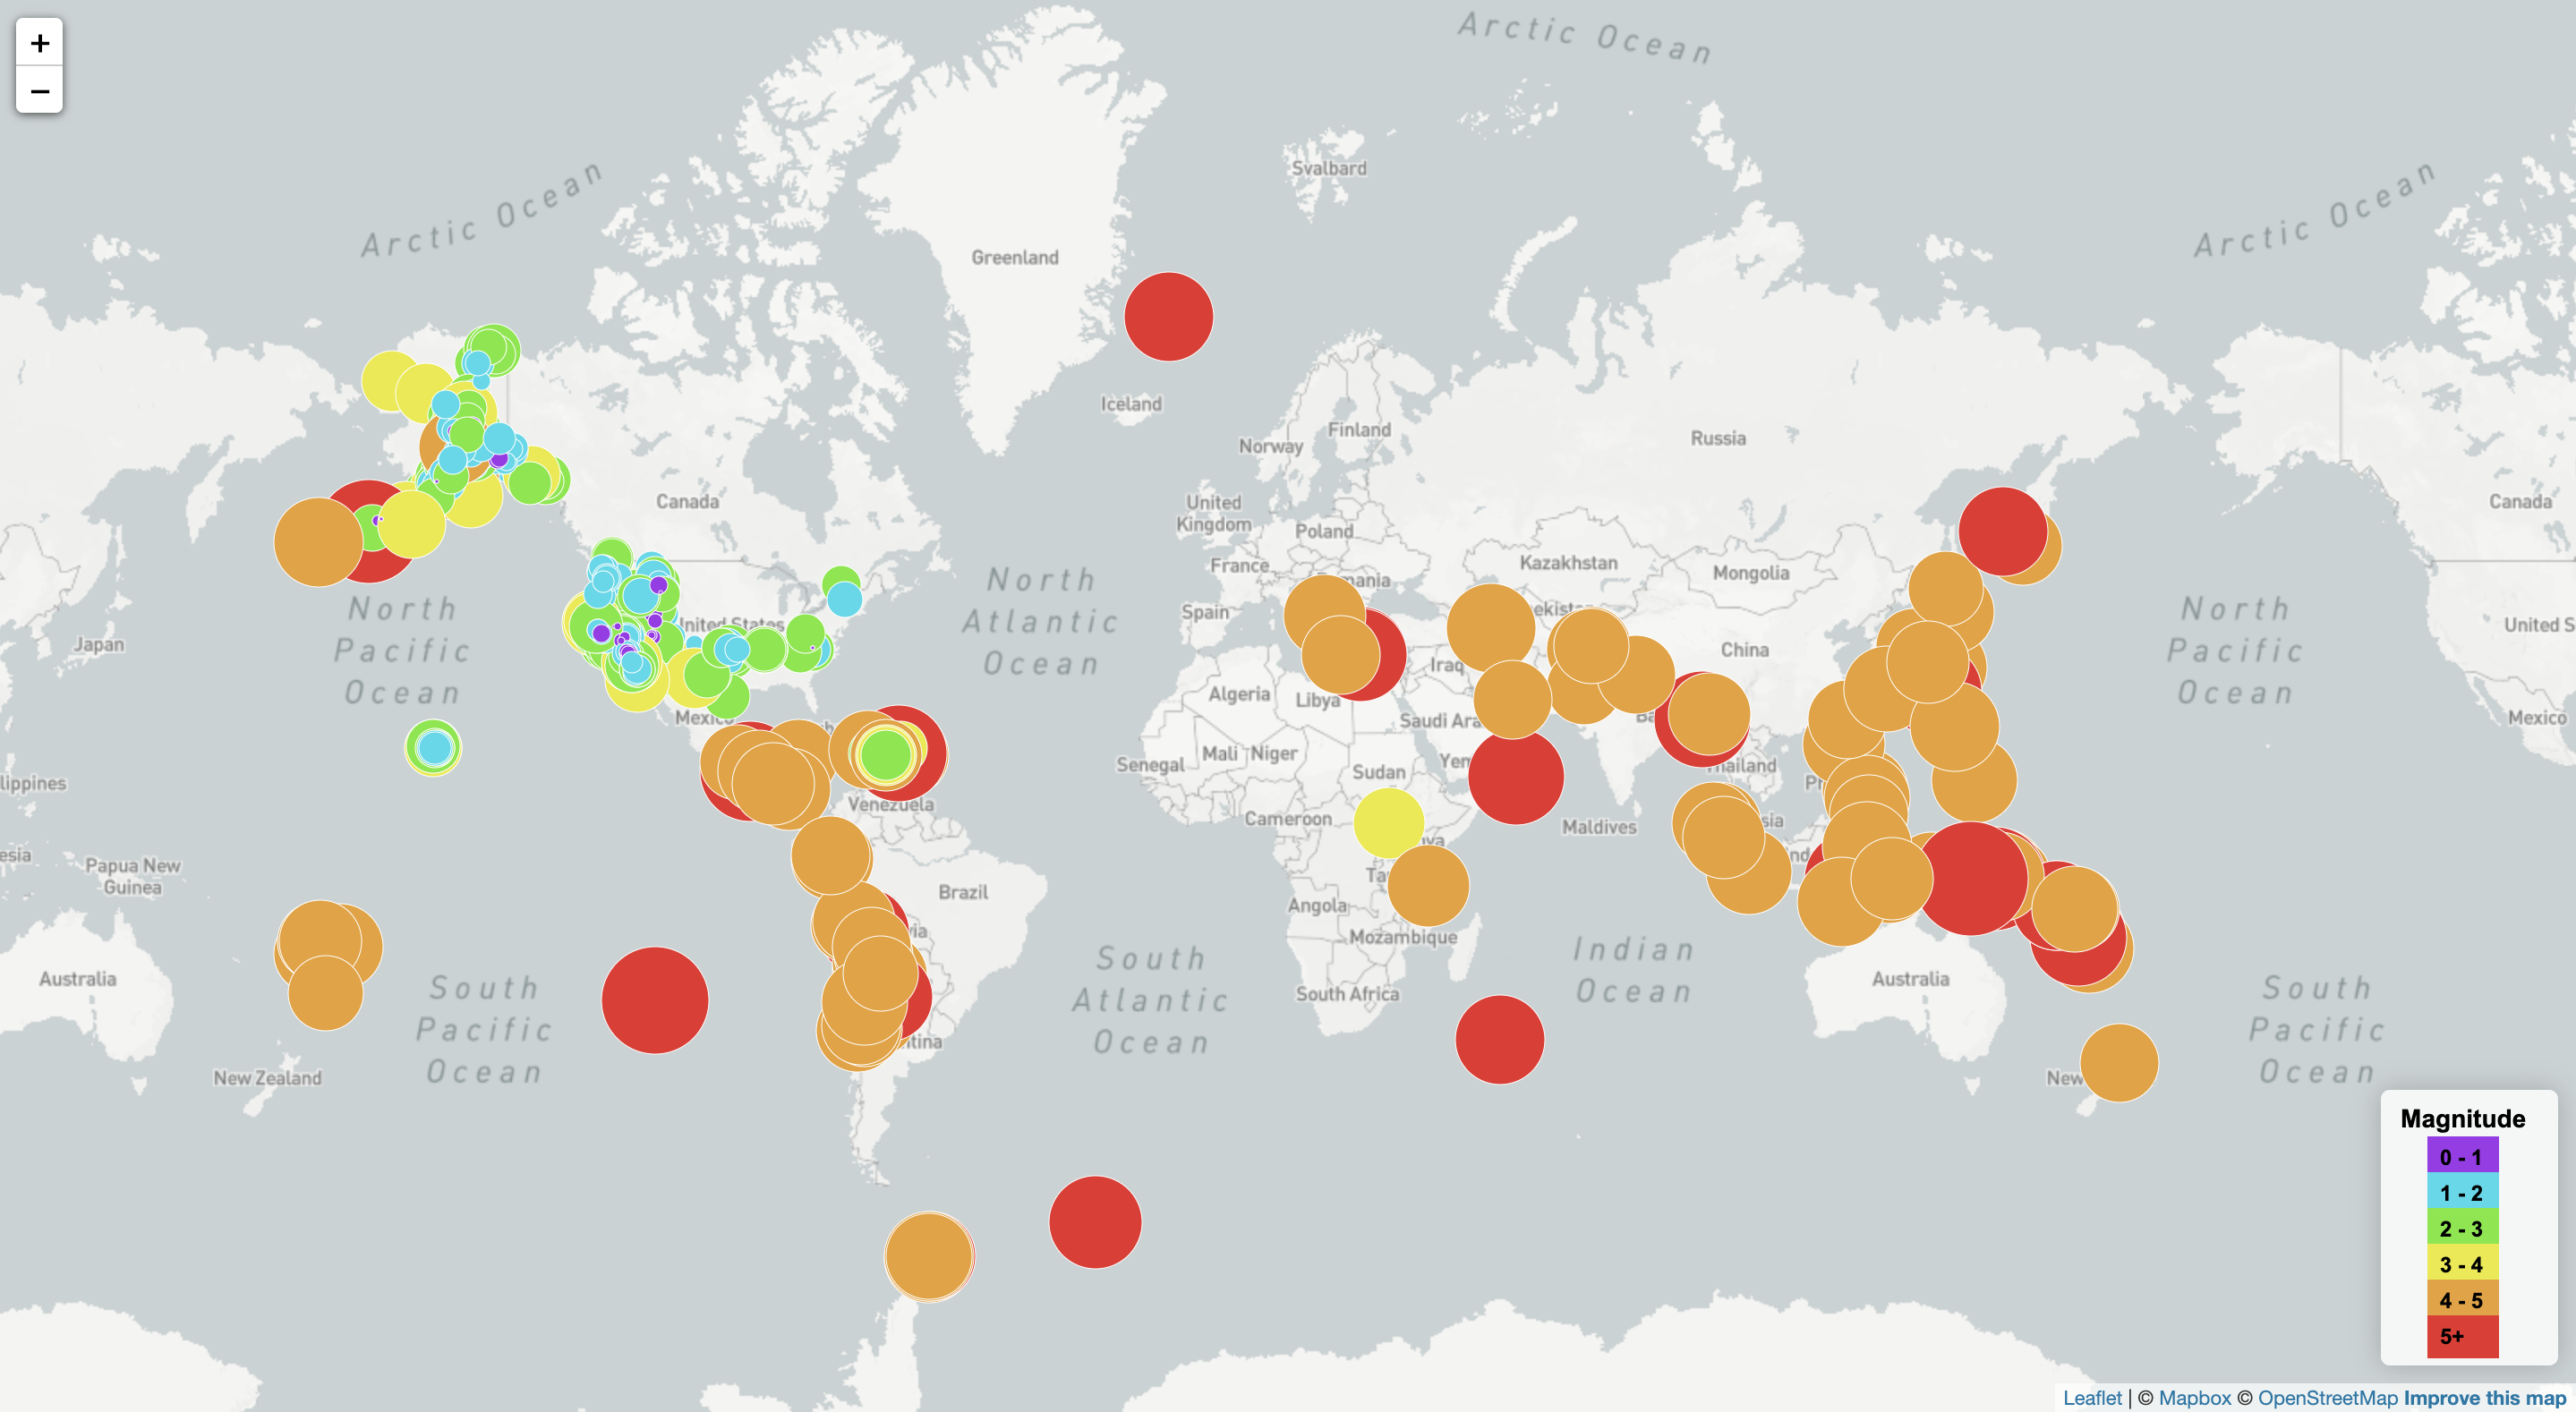 +
−
Arctic Ocean
Arctic Ocean
Arctic Ocean
Svalbard
Greenland
Iceland
Norway
Finland
Russia
Canada
Canada
United
Kingdom
Poland
France
Kazakhstan
Mongolia
Spain
United States
United S
North
Pacific
Ocean
North
Atlantic
Ocean
North
Pacific
Ocean
Japan
China
Iraq
Algeria
Libya
Saudi Ara
Mexico
Mexico
Mali
Niger
Senegal
Sudan
Yem
Thailand
lippines
Venezuela
Cameroon
Maldives
esia
Papua New
Guinea
Brazil
Angola
Mozambique
South
Atlantic
Ocean
Indian
Ocean
Australia
Australia
South
Pacific
Ocean
South Africa
South
Pacific
Ocean
New Zealand
New
Magnitude
0 - 1
1 - 2
2 - 3
3 - 4
4 - 5
5+
Leaflet | © Mapbox © OpenStreetMap Improve this map